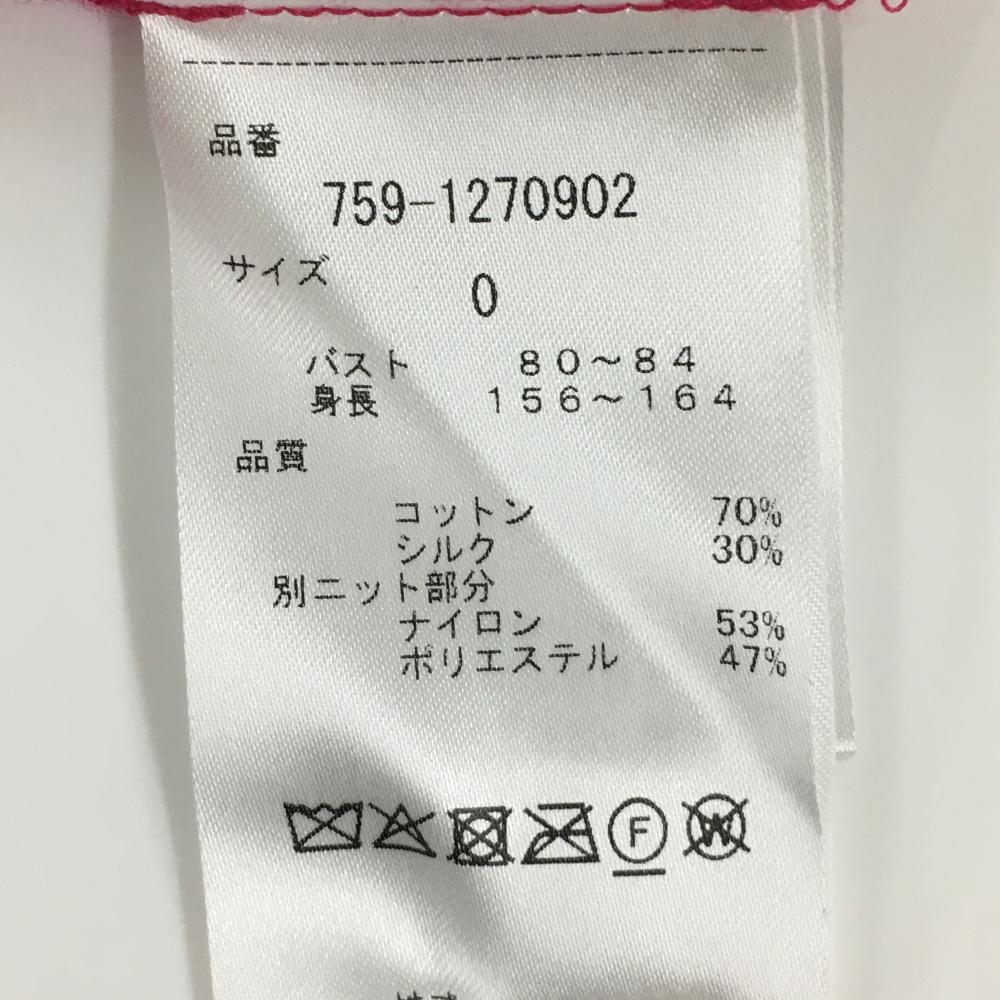 品番
759-1270902
サイズ 0
バスト 80～84
身長 156～164
品質
コットン 70%
シルク 30%
別ニット部分
ナイロン 53%
ポリエステル 47%
F W